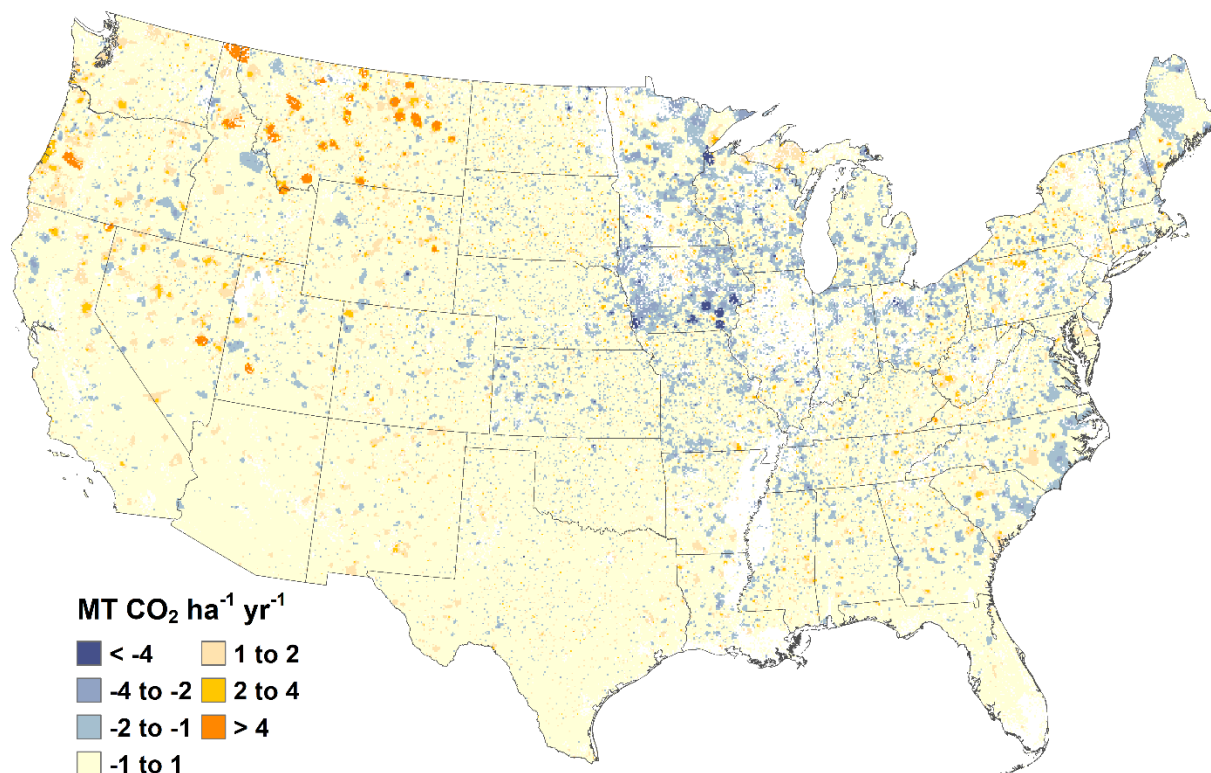 MT CO₂ ha⁻¹ yr⁻¹
< -4
1 to 2
-4 to -2
2 to 4
-2 to -1
> 4
-1 to 1